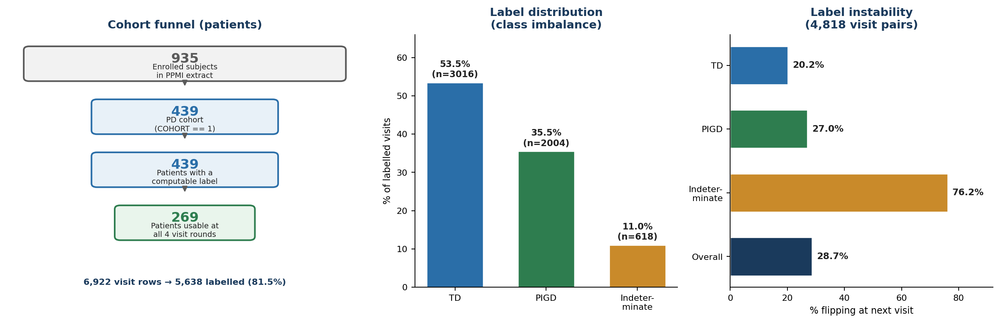 Cohort funnel (patients)
935
Enrolled subjects
in PPMI extract
439
PD cohort
(COHORT == 1)
439
Patients with a
computable label
269
Patients usable at
all 4 visit rounds
6,922 visit rows → 5,638 labelled (81.5%)
Label distribution
(class imbalance)
% of labelled visits
60
50
40
30
20
10
0
53.5%
(n=3016)
35.5%
(n=2004)
11.0%
(n=618)
TD
PIGD
Indeter-
minate
Label instability
(4,818 visit pairs)
TD
20.2%
PIGD
27.0%
Indeter-
minate
76.2%
Overall
28.7%
0
20
40
60
80
% flipping at next visit